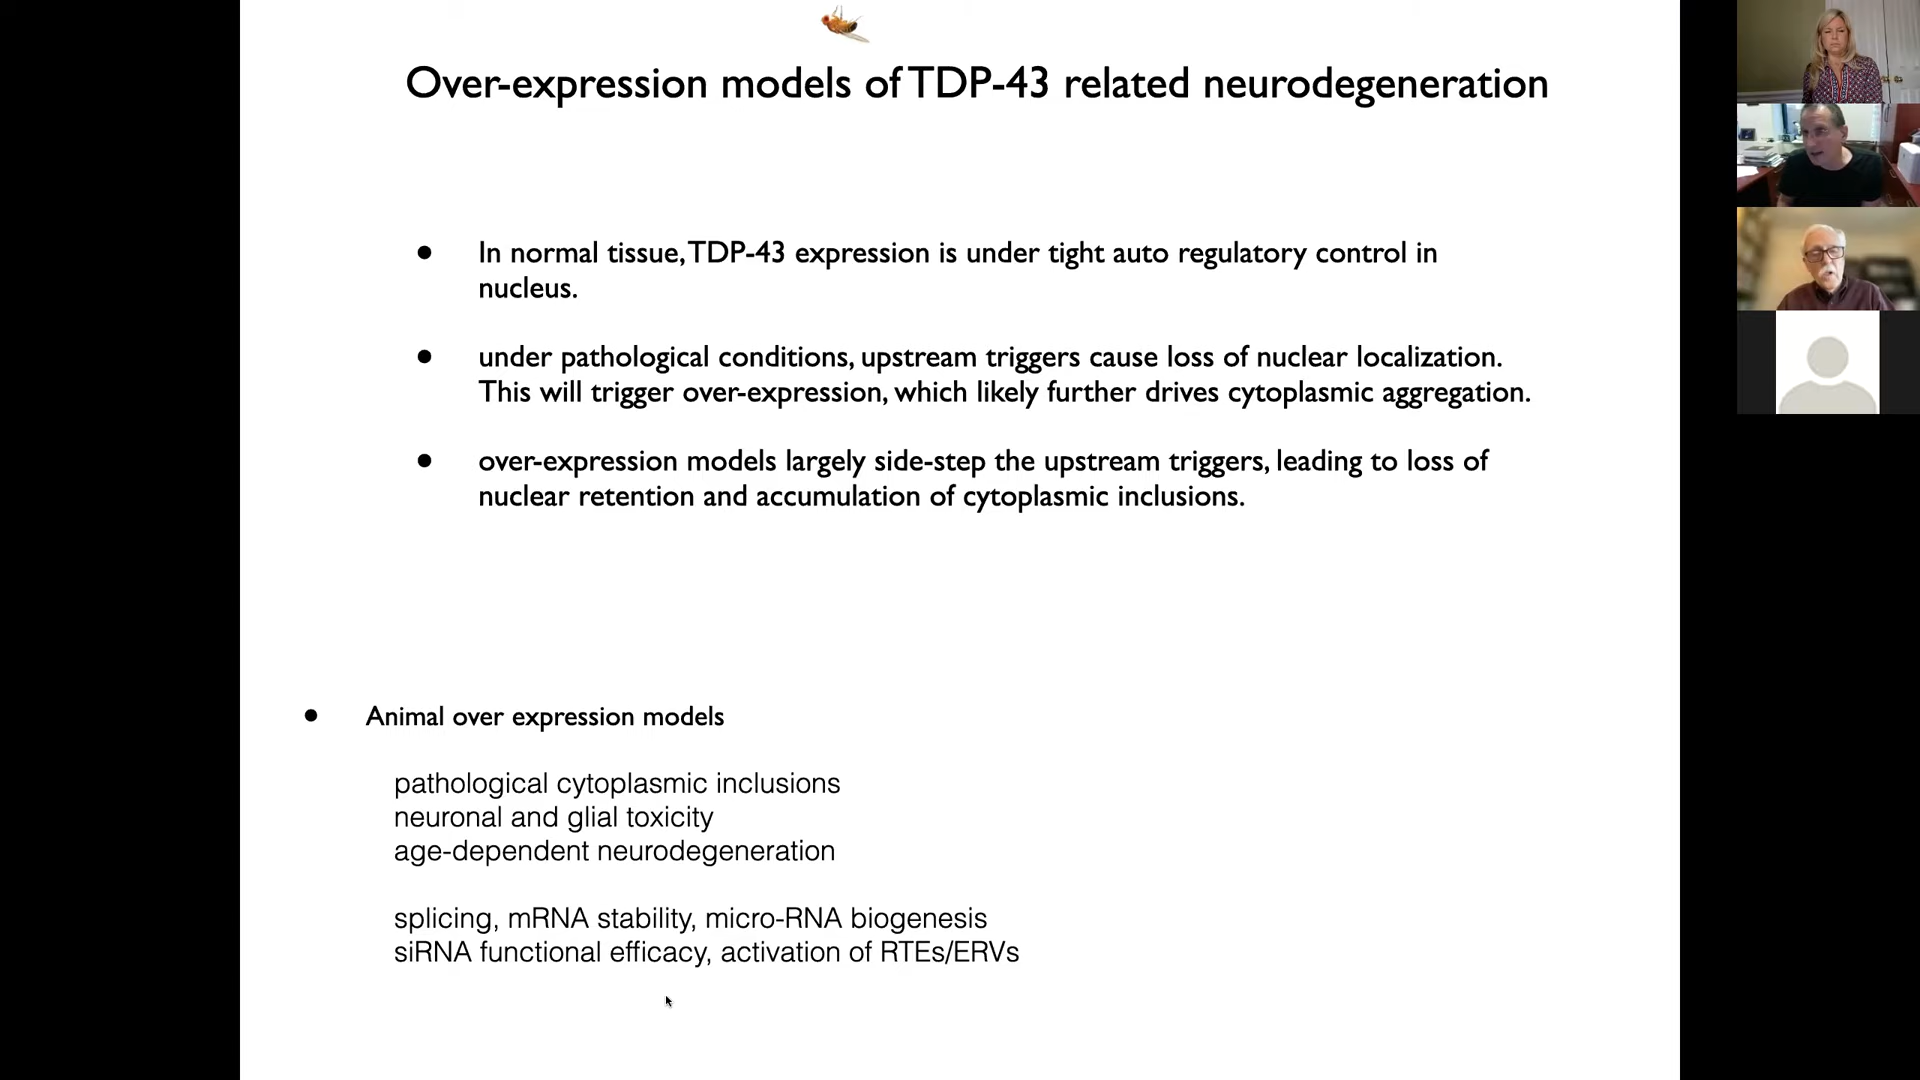 Over-expression models of TDP-43 related neurodegeneration
• In normal tissue, TDP-43 expression is under tight auto regulatory control in
nucleus.
• under pathological conditions, upstream triggers cause loss of nuclear localization.
This will trigger over-expression, which likely further drives cytoplasmic aggregation.
• over-expression models largely side-step the upstream triggers, leading to loss of
nuclear retention and accumulation of cytoplasmic inclusions.
• Animal over expression models
pathological cytoplasmic inclusions
neuronal and glial toxicity
age-dependent neurodegeneration
splicing, mRNA stability, micro-RNA biogenesis
siRNA functional efficacy, activation of RTEs/ERVs